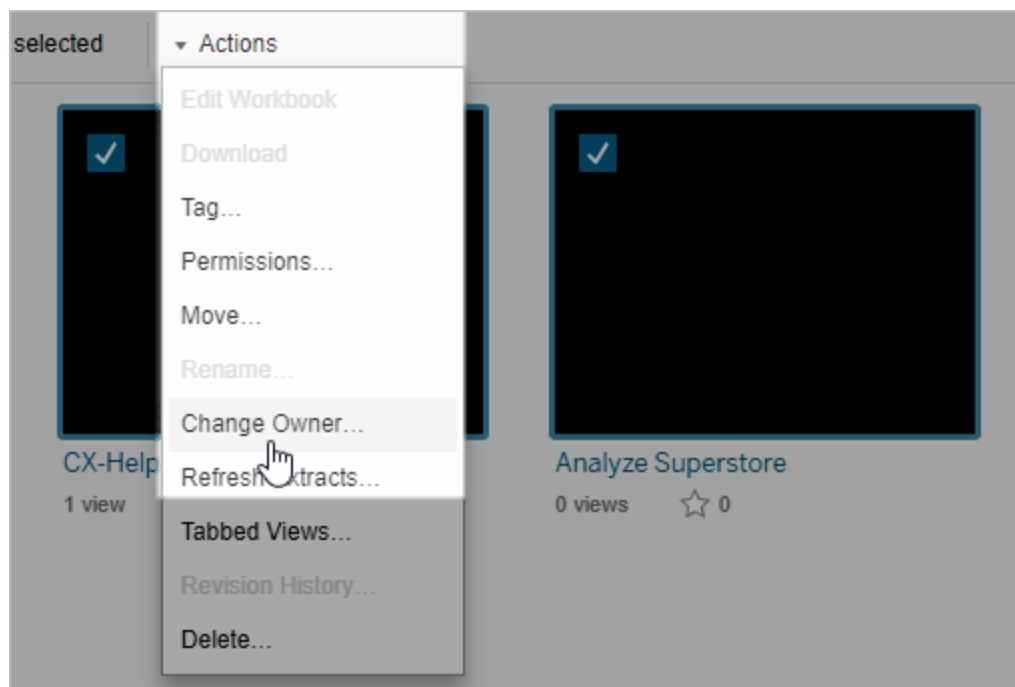 selected
Actions
Edit Workbook
Download
Tag...
Permissions...
Move...
Rename...
Change Owner...
Refresh Extracts...
Tabbed Views...
Revision History...
Delete...
CX-Help
1 view
Analyze Superstore
0 views 0